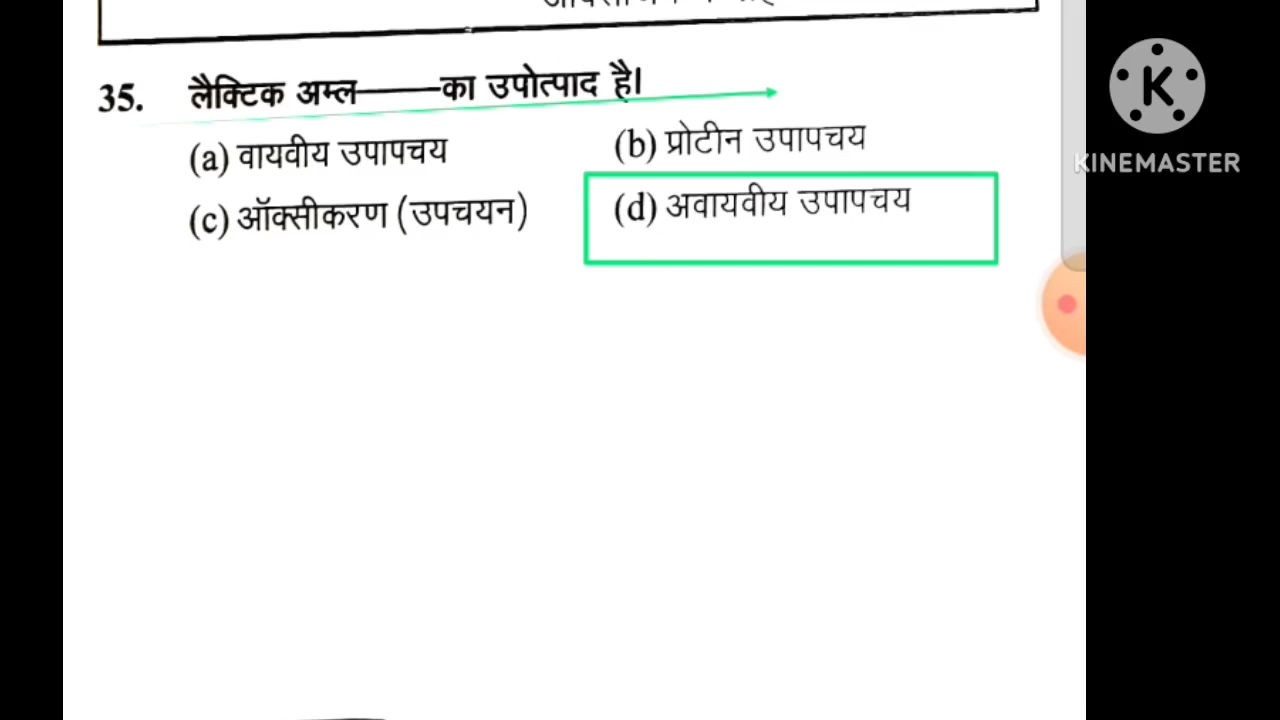 35. लैक्टिक अम्ल——का उपोत्पाद है।
(a) वायवीय उपापचय (b) प्रोटीन उपापचय
(c) ऑक्सीकरण (उपचयन) (d) अवायवीय उपापचय
K
KINEMASTER